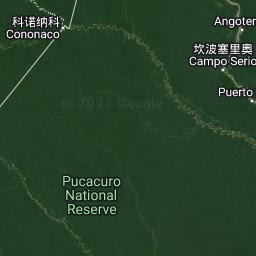 科诺纳科
Cononaco
Angoter
坎波塞里奥
Campo Serio
Puerto
© 2023 Google
Pucacuro
National
Reserve